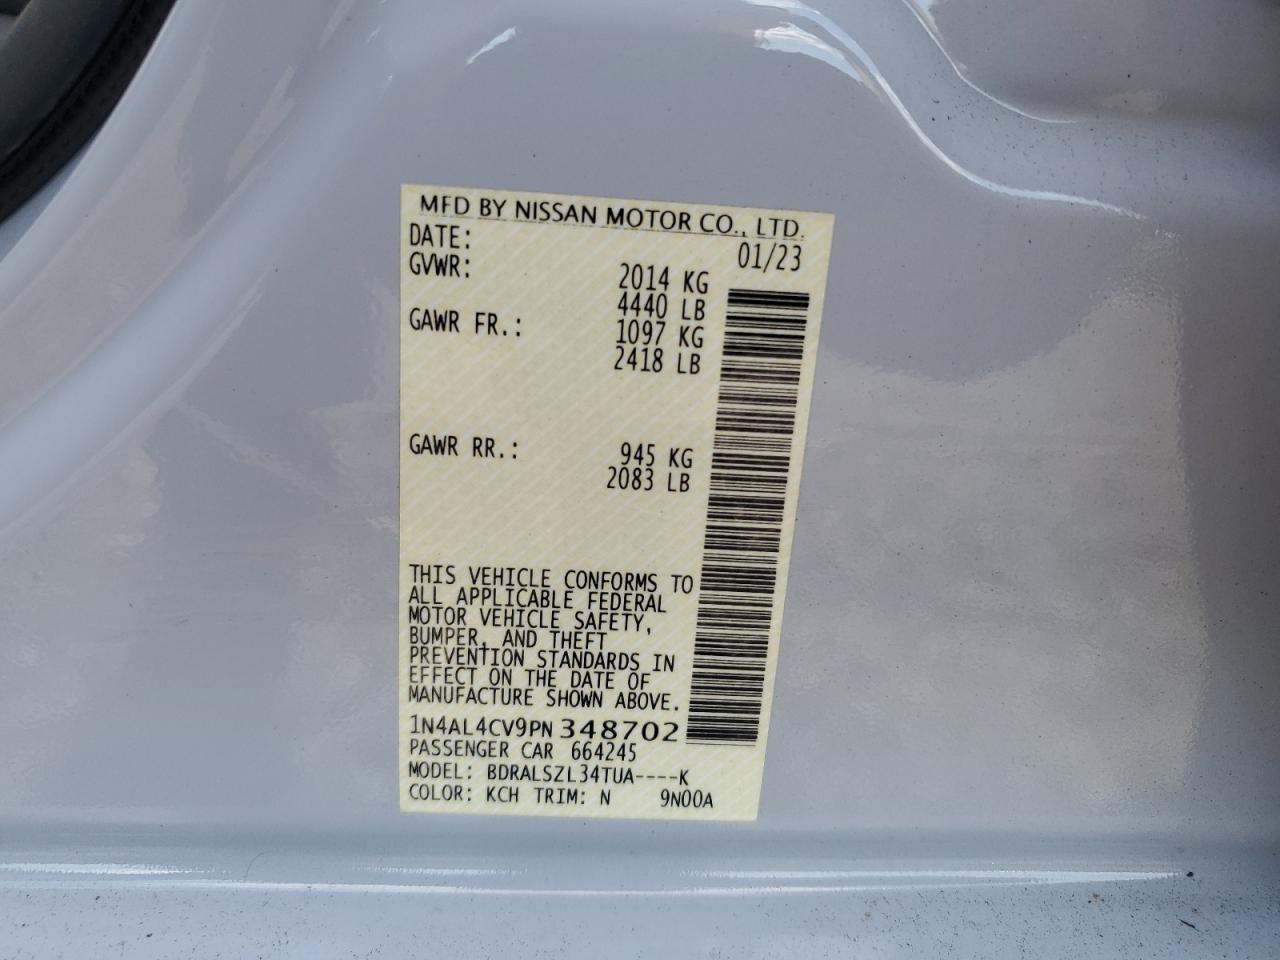 MFD BY NISSAN MOTOR CO., LTD.
DATE: 01/23
GVWR: 2014 KG
4440 LB
GAWR FR.: 1097 KG
2418 LB
GAWR RR.: 945 KG
2083 LB
THIS VEHICLE CONFORMS TO
ALL APPLICABLE FEDERAL
MOTOR VEHICLE SAFETY,
BUMPER, AND THEFT
PREVENTION STANDARDS IN
EFFECT ON THE DATE OF
MANUFACTURE SHOWN ABOVE.
1N4AL4CV9PN348702
PASSENGER CAR 664245
MODEL: BDRALSZL34TUA----K
COLOR: KCH TRIM: N 9N00A